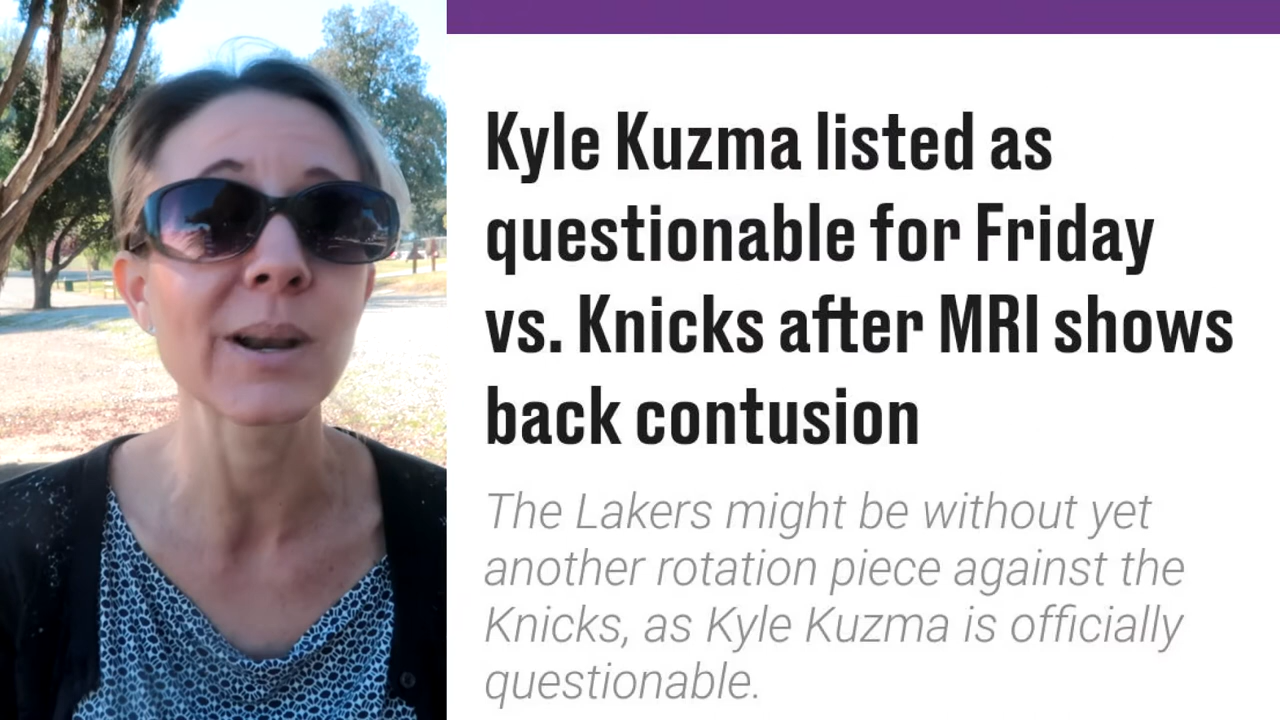 Kyle Kuzma listed as
questionable for Friday
vs. Knicks after MRI shows
back contusion
The Lakers might be without yet
another rotation piece against the
Knicks, as Kyle Kuzma is officially
questionable.